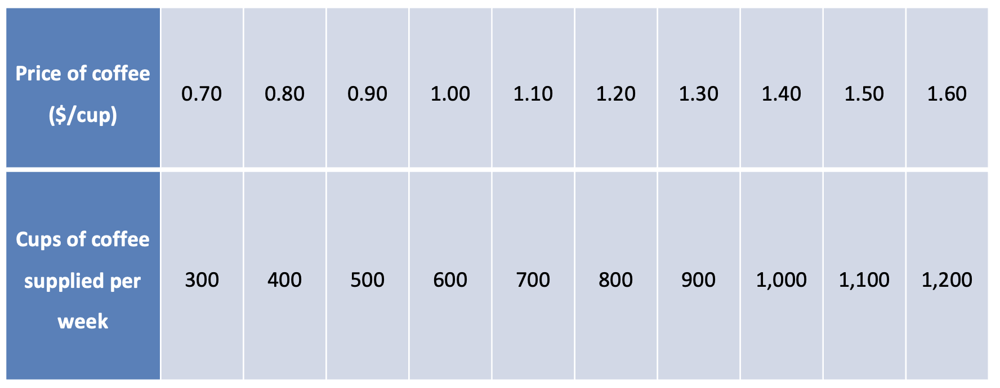 Price of coffee
($/cup)
0.70 0.80 0.90 1.00 1.10 1.20 1.30 1.40 1.50 1.60
Cups of coffee
supplied per
week
300 400 500 600 700 800 900 1,000 1,100 1,200